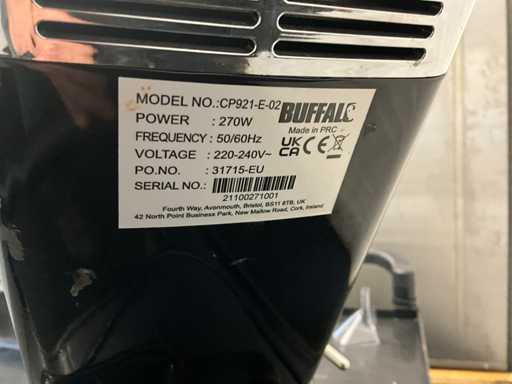 MODEL NO.:CP921-E-02
BUFFALO
POWER : 270W
Made in PRC
FREQUENCY: 50/60Hz
UK CA CE
VOLTAGE : 220-240V~
PO.NO. : 31715-EU
SERIAL NO.:
21100271001
Fourth Way, Avonmouth, Bristol, BS11 8TB, UK
42 North Point Business Park, New Mallow Road, Cork, Ireland